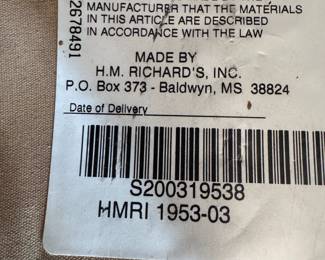 MANUFACTURER THAT THE MATERIALS
IN THIS ARTICLE ARE DESCRIBED
IN ACCORDANCE WITH THE LAW
MADE BY
H.M. RICHARD'S, INC.
P.O. Box 373 - Baldwyn, MS 38824
Date of Delivery
S200319538
HMRI 1953-03
2678491